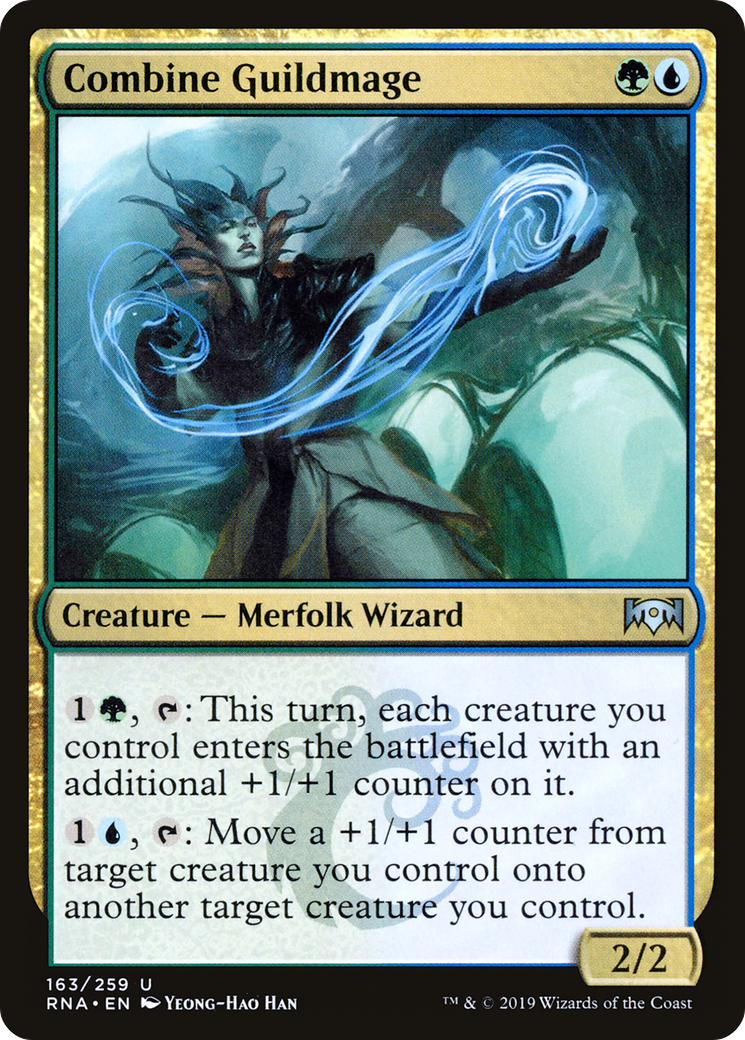 Combine Guildmage
Creature — Merfolk Wizard
1, : This turn, each creature you
control enters the battlefield with an
additional +1/+1 counter on it.
1, : Move a +1/+1 counter from
target creature you control onto
another target creature you control.
2/2
163/259 U
RNA • EN Yeong-Hao Han
™ & © 2019 Wizards of the Coast